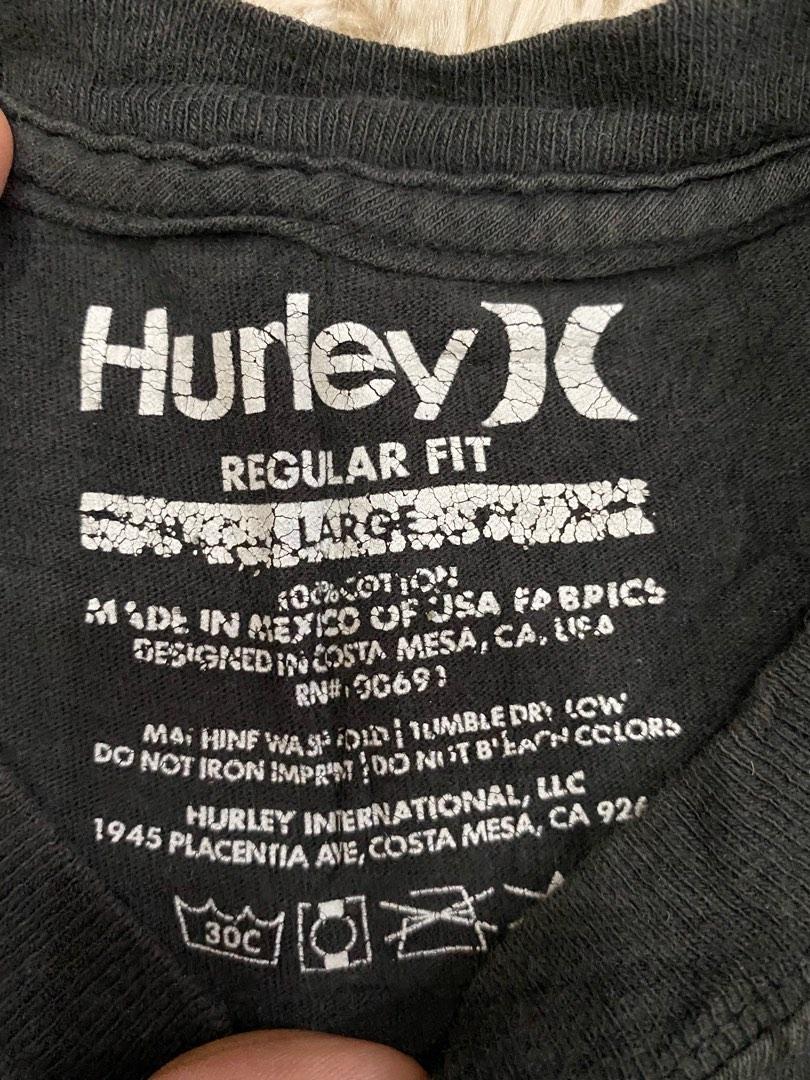 Hurley
REGULAR FIT
LARGE
100% COTTON
MADE IN MEXICO OF USA FABRICS
DESIGNED IN COSTA MESA, CA, USA
RN#
MACHINE WASH COLD | TUMBLE DRY LOW
DO NOT IRON IMPRINT | DO NOT BLEACH COLORS
HURLEY INTERNATIONAL, LLC
1945 PLACENTIA AVE, COSTA MESA, CA 926
30C